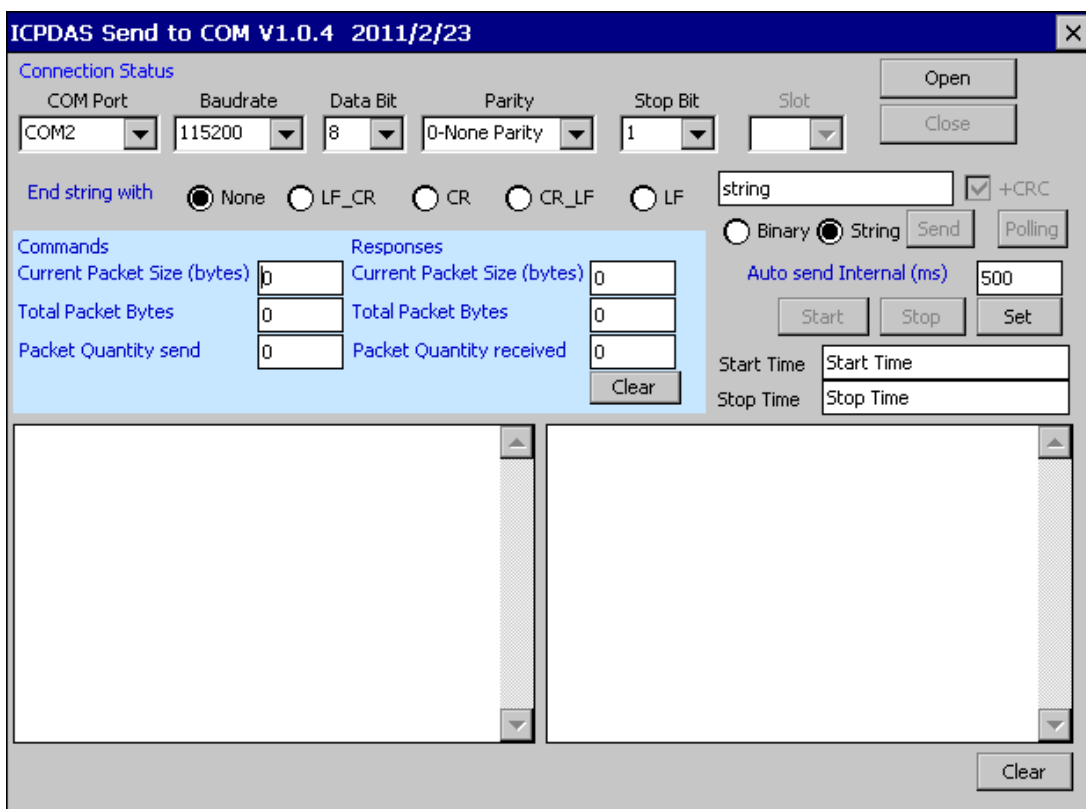 ICPDAS Send to COM V1.0.4 2011/2/23
Connection Status
COM Port Baudrate Data Bit Parity Stop Bit Slot
COM2 115200 8 0-None Parity 1
Open
Close
End string with None LF_CR CR CR_LF LF
string +CRC
Binary String Send Polling
Commands Responses
Current Packet Size (bytes) 0 Current Packet Size (bytes) 0
Total Packet Bytes 0 Total Packet Bytes 0
Packet Quantity send 0 Packet Quantity received 0
Clear
Auto send Internal (ms) 500
Start Stop Set
Start Time Start Time
Stop Time Stop Time
Clear